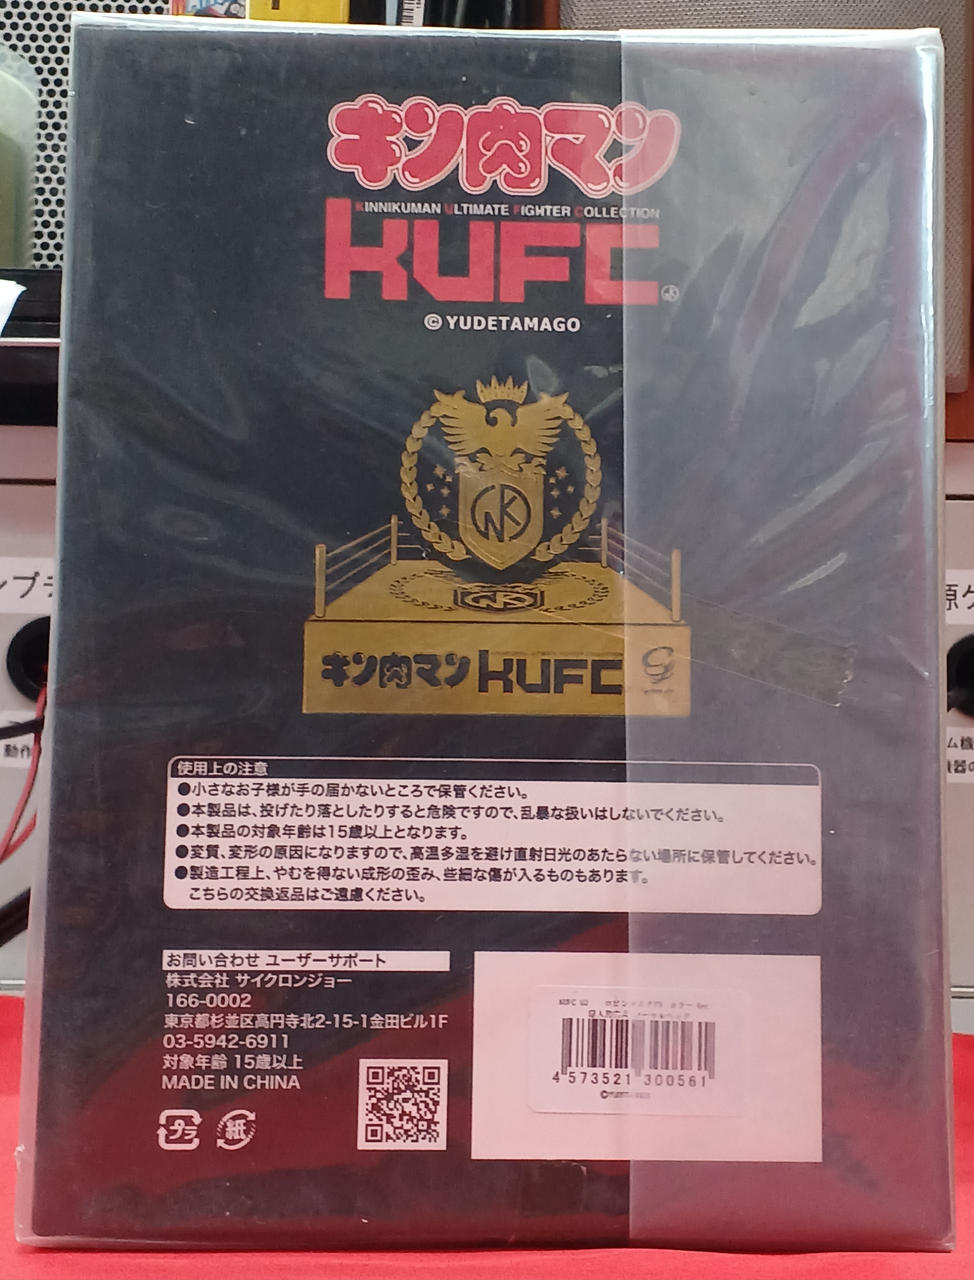 キン肉マン
KINNIKUMAN ULTIMATE FIGHTER COLLECTION
KUFC
© YUDETAMAGO
キン肉マン KUFC
使用上の注意
●小さなお子様が手の届かないところで保管ください。
●本製品は、投げたり落としたりすると危険ですので、乱暴な扱いはしないでください。
●本製品の対象年齢は15歳以上となります。
●変質、変形の原因になりますので、高温多湿を避け直射日光のあたらない場所に保管してください。
●製造工程上、やむを得ない成形の歪み、些細な傷が入るものもあります。
こちらの交換返品はご遠慮ください。
お問い合わせ ユーザーサポート
株式会社 サイクロンジョー
166-0002
東京都杉並区高円寺北2-15-1金田ビル1F
03-5942-6911
対象年齢 15歳以上
MADE IN CHINA
プラ
紙
4 573521 300561
動作
ム機